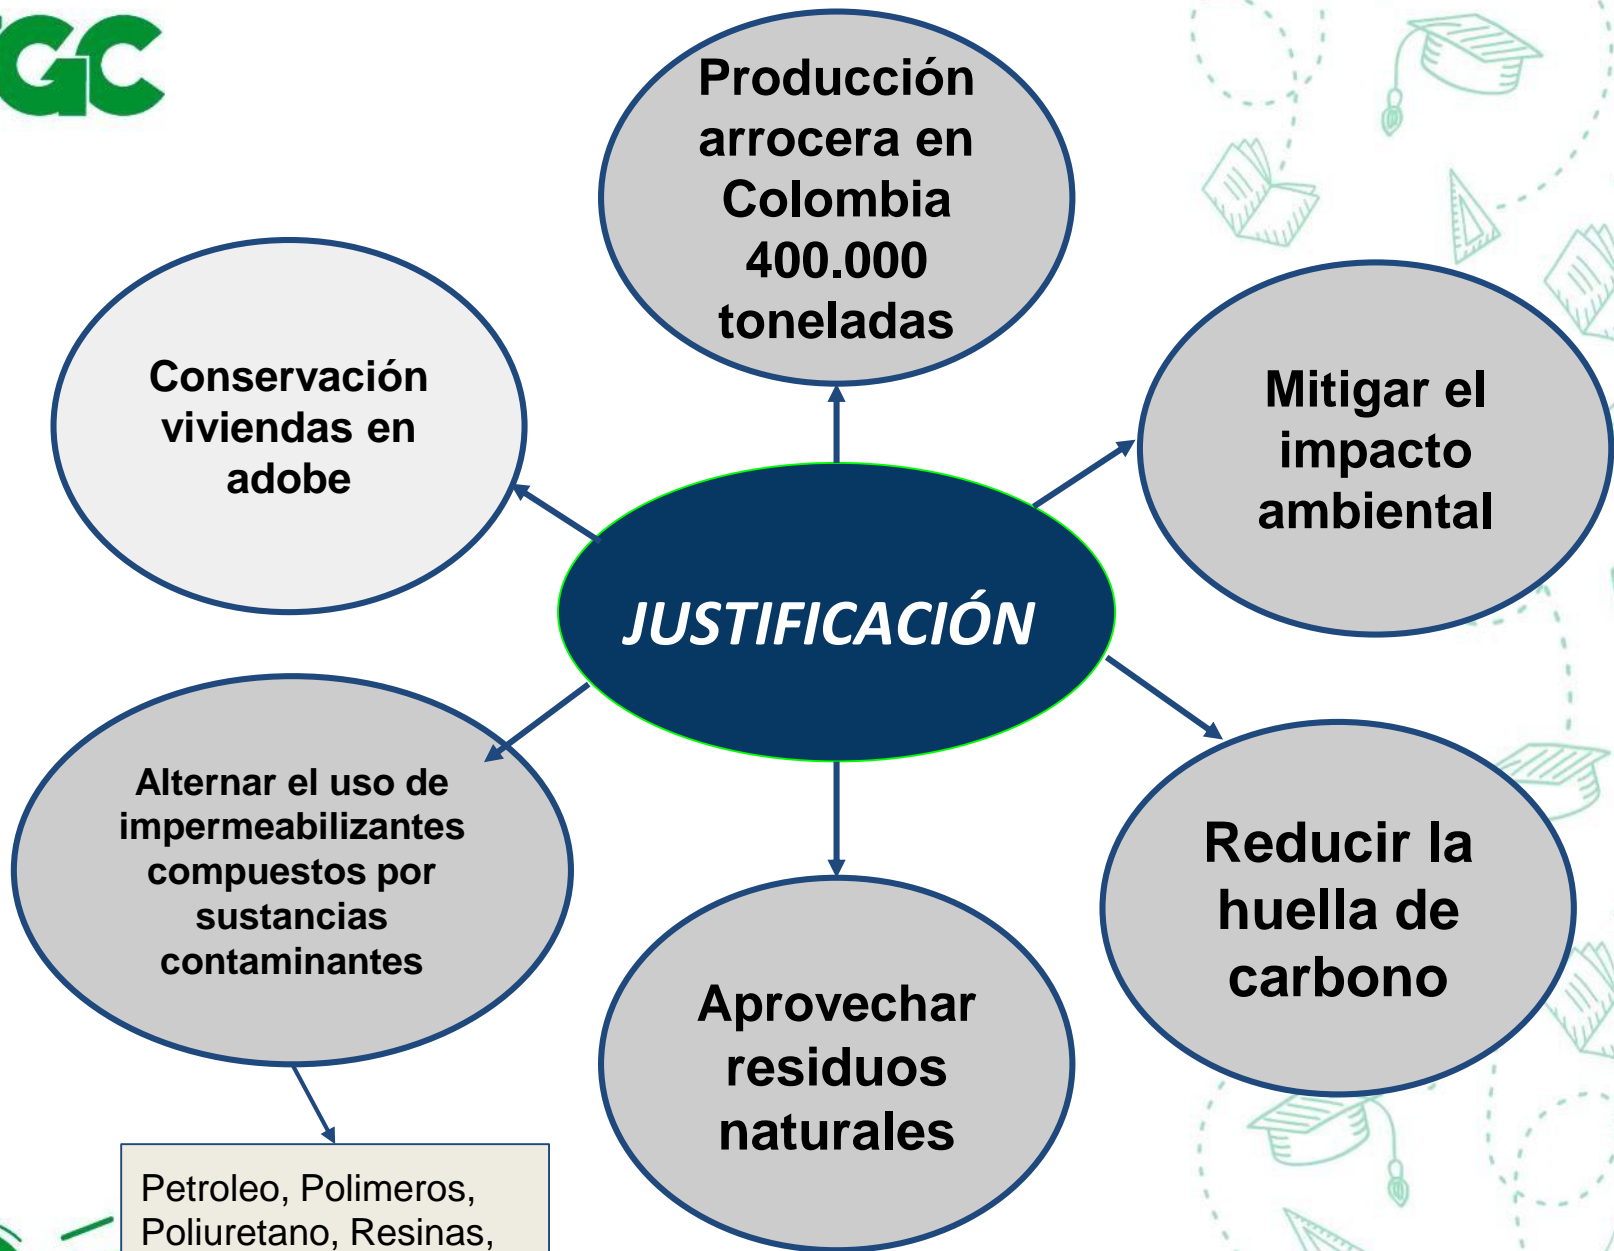 GC
Producción
arrocera en
Colombia
400.000
toneladas
Conservación
viviendas en
adobe
Mitigar el
impacto
ambiental
JUSTIFICACIÓN
Alternar el uso de
impermeabilizantes
compuestos por
sustancias
contaminantes
Reducir la
huella de
carbono
Aprovechar
residuos
naturales
Petroleo, Polimeros,
Poliuretano, Resinas,